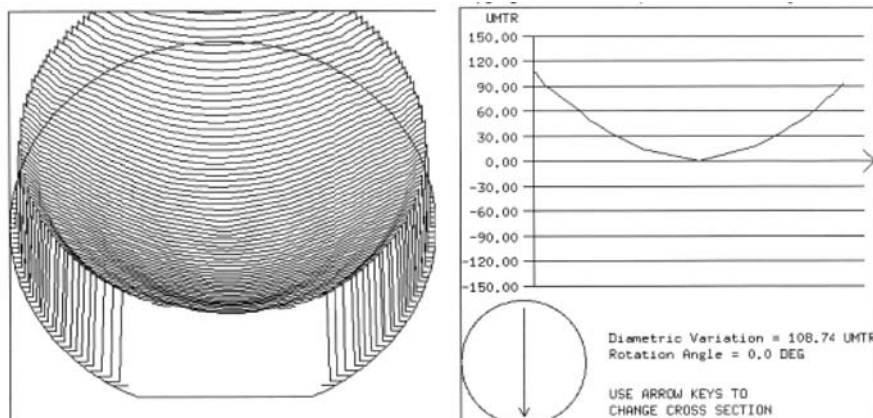 UMTR
150.00
120.00
90.00
60.00
30.00
0.00
-30.00
-60.00
-90.00
-120.00
-150.00
Diametric Variation = 108.74 UMTR
Rotation Angle = 0.0 DEG
USE ARROW KEYS TO
CHANGE CROSS SECTION